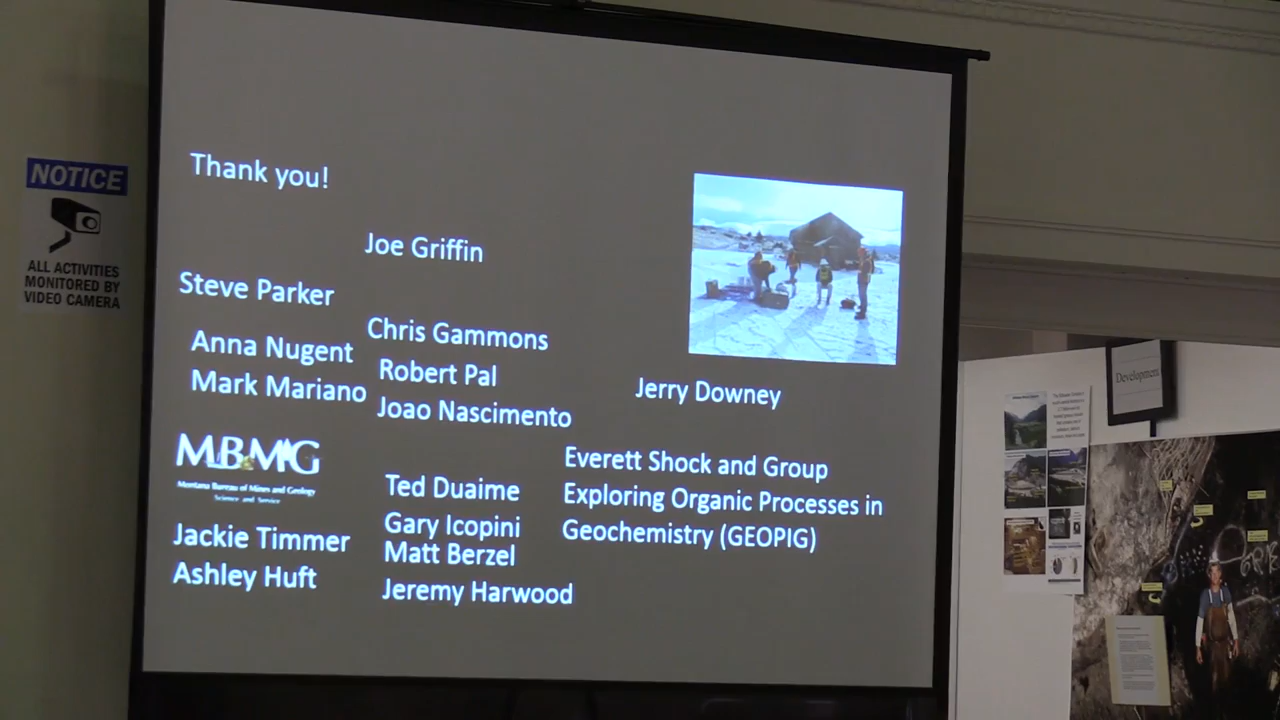 NOTICE
ALL ACTIVITIES
MONITORED BY
VIDEO CAMERA
Thank you!
Joe Griffin
Steve Parker
Chris Gammons
Anna Nugent
Robert Pal
Mark Mariano
Joao Nascimento
Jerry Downey
MBMG
Montana Bureau of Mines and Geology
Science and Service
Everett Shock and Group
Exploring Organic Processes in
Geochemistry (GEOPIG)
Ted Duaime
Gary Icopini
Matt Berzel
Jeremy Harwood
Jackie Timmer
Ashley Huft
Development